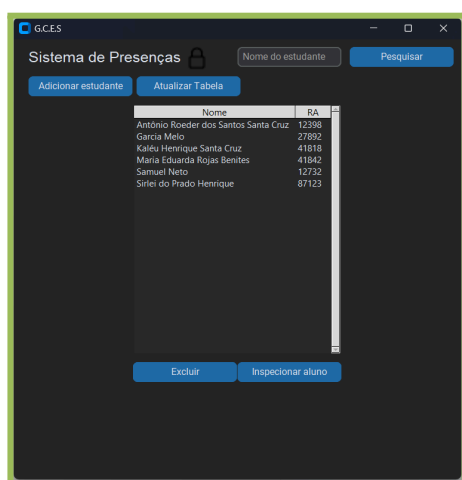 G.C.E.S
Sistema de Presenças Nome do estudante Pesquisar
Adicionar estudante Atualizar Tabela
Nome RA
Antônio Roeder dos Santos Santa Cruz 12398
Garcia Melo 27892
Kaléu Henrique Santa Cruz 41818
Maria Eduarda Rojas Benites 41842
Samuel Neto 12732
Sirlei do Prado Henrique 87123
Excluir Inspecionar aluno